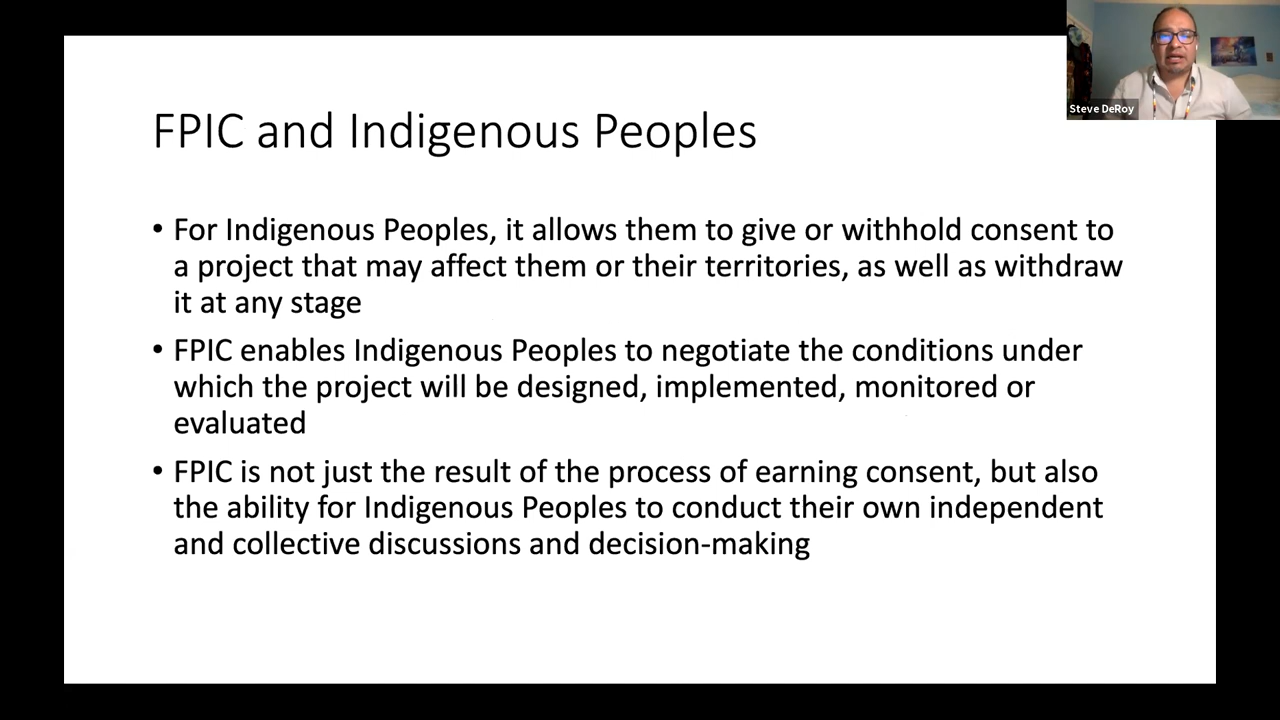 FPIC and Indigenous Peoples
Steve DeRoy
• For Indigenous Peoples, it allows them to give or withhold consent to
a project that may affect them or their territories, as well as withdraw
it at any stage
• FPIC enables Indigenous Peoples to negotiate the conditions under
which the project will be designed, implemented, monitored or
evaluated
• FPIC is not just the result of the process of earning consent, but also
the ability for Indigenous Peoples to conduct their own independent
and collective discussions and decision-making